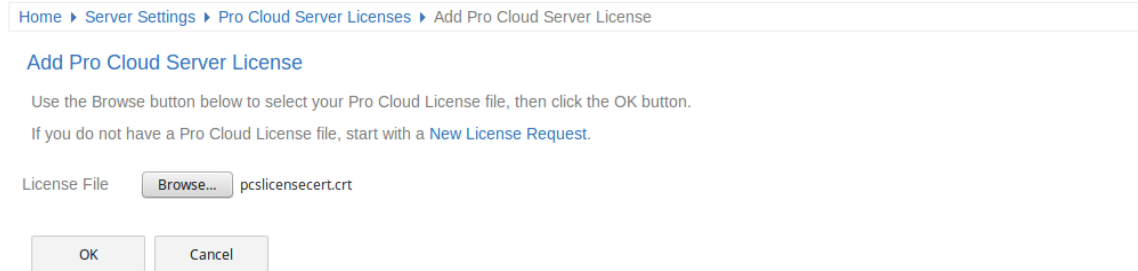 Home ▸ Server Settings ▸ Pro Cloud Server Licenses ▸ Add Pro Cloud Server License
Add Pro Cloud Server License
Use the Browse button below to select your Pro Cloud License file, then click the OK button.
If you do not have a Pro Cloud License file, start with a New License Request.
License File Browse... pcslicensecert.crt
OK Cancel